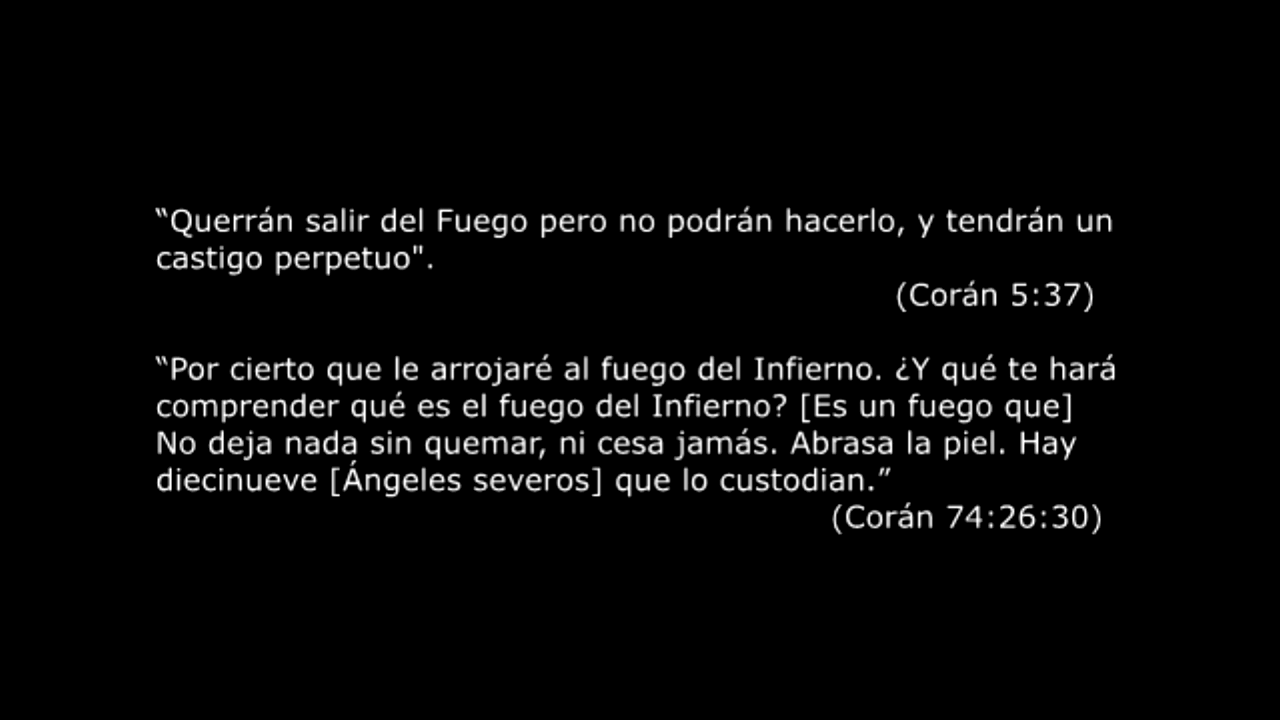 “Querrán salir del Fuego pero no podrán hacerlo, y tendrán un
castigo perpetuo".
(Corán 5:37)
“Por cierto que le arrojaré al fuego del Infierno. ¿Y qué te hará
comprender qué es el fuego del Infierno? [Es un fuego que]
No deja nada sin quemar, ni cesa jamás. Abrasa la piel. Hay
diecinueve [Ángeles severos] que lo custodian.”
(Corán 74:26:30)